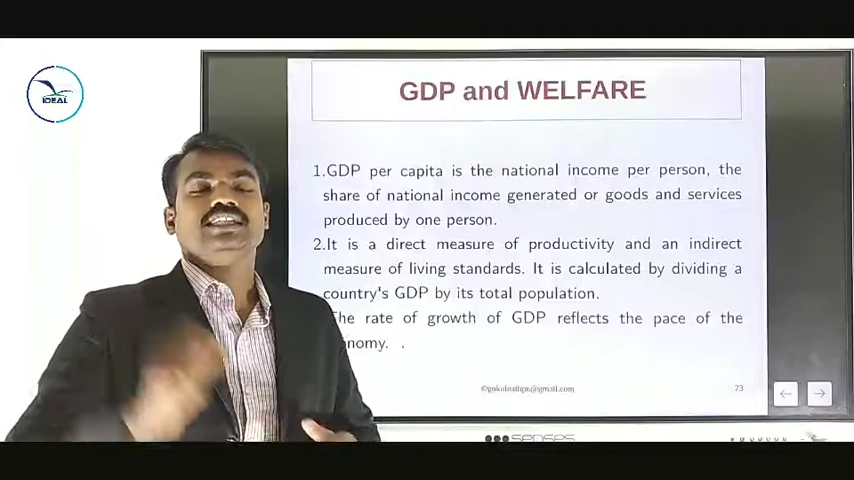 IDEAL
GDP and WELFARE
1.GDP per capita is the national income per person, the
share of national income generated or goods and services
produced by one person.
2.It is a direct measure of productivity and an indirect
measure of living standards. It is calculated by dividing a
country's GDP by its total population.
The rate of growth of GDP reflects the pace of the
onomy. .
73
SENSES